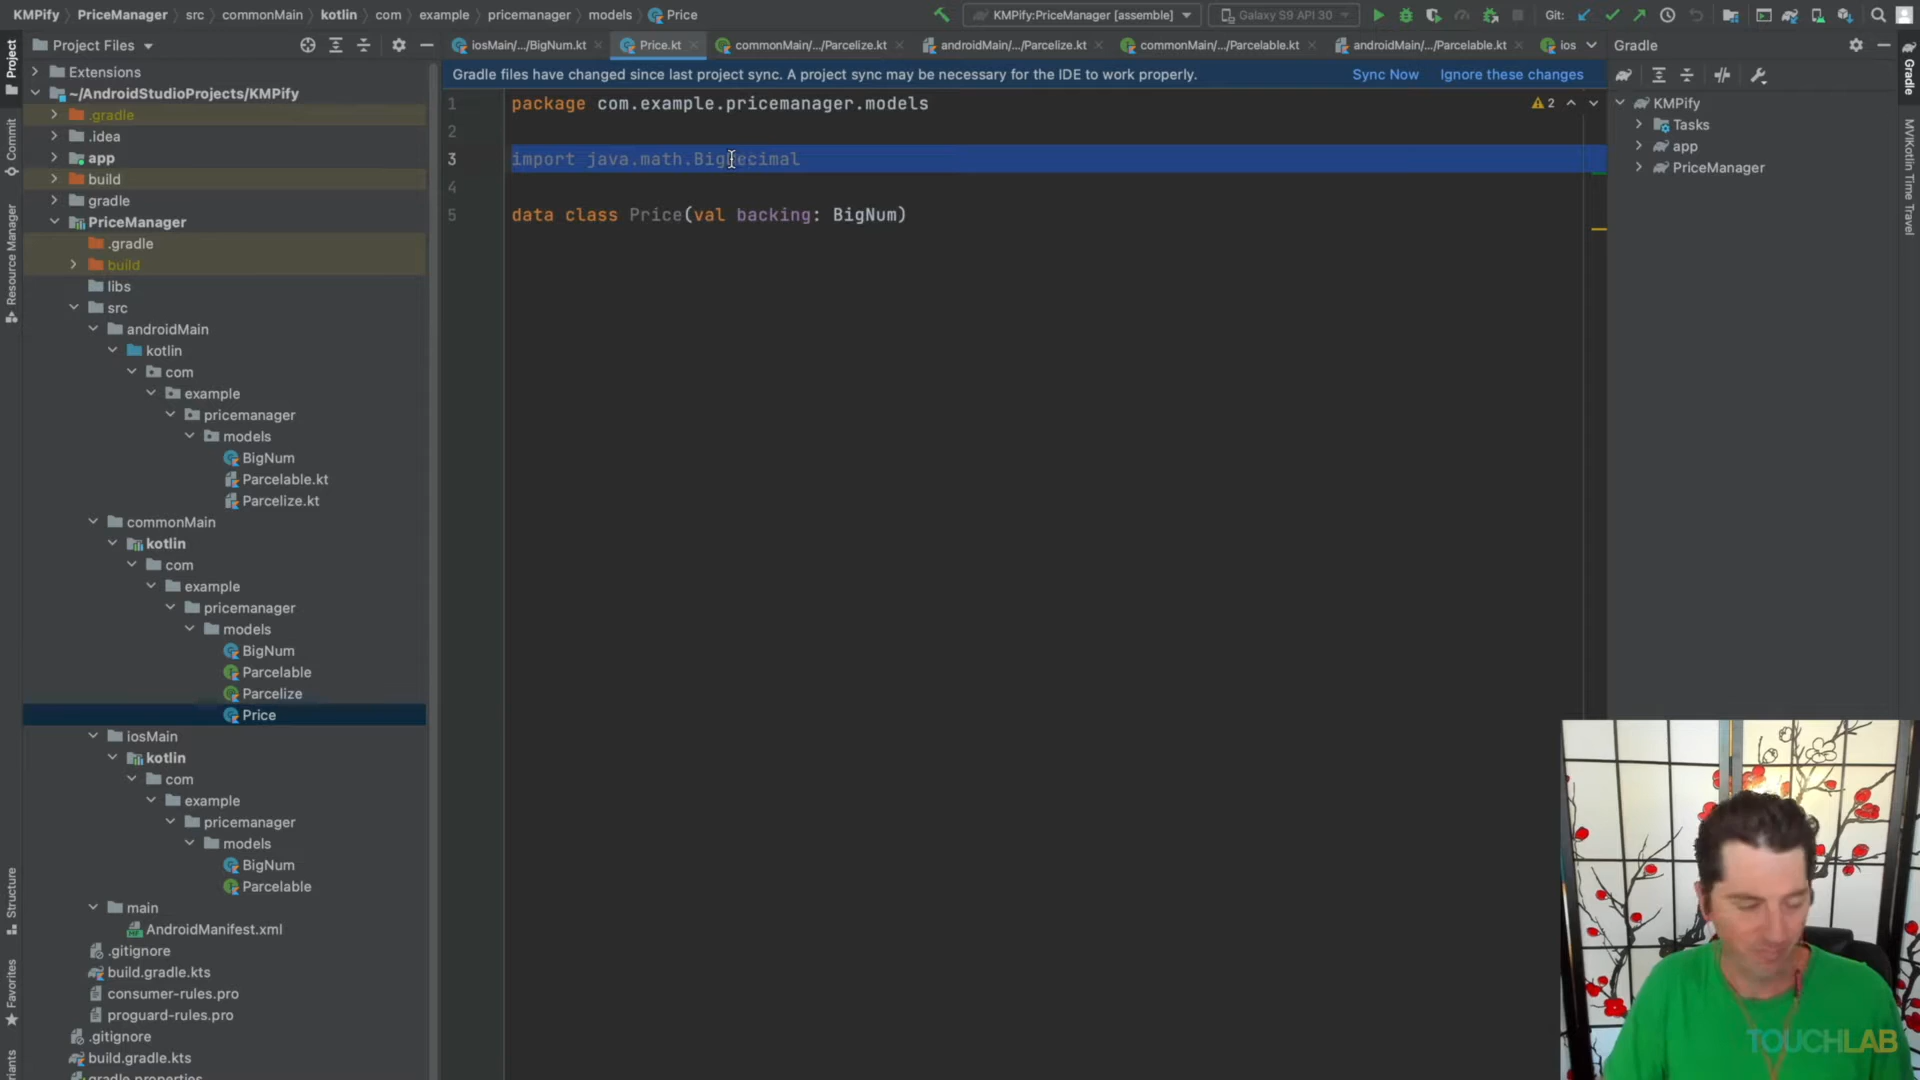 KMPify
PriceManager
src
commonMain
kotlin
com
example
pricemanager
models
Price
KMPify:PriceManager [assemble]
Galaxy S9 API 30
Git:
Project Files
iosMain/.../BigNum.kt
Price.kt
commonMain/.../Parcelize.kt
androidMain/.../Parcelize.kt
commonMain/.../Parcelable.kt
androidMain/.../Parcelable.kt
ios
Gradle
Gradle files have changed since last project sync. A project sync may be necessary for the IDE to work properly.
Sync Now
Ignore these changes
1 package com.example.pricemanager.models
2
3 import java.math.BigDecimal
4
5 data class Price(val backing: BigNum)
2
Extensions
~/AndroidStudioProjects/KMPify
.gradle
.idea
app
build
gradle
PriceManager
.gradle
build
libs
src
androidMain
kotlin
com
example
pricemanager
models
BigNum
Parcelable.kt
Parcelize.kt
commonMain
kotlin
com
example
pricemanager
models
BigNum
Parcelable
Parcelize
Price
iosMain
kotlin
com
example
pricemanager
models
BigNum
Parcelable
main
AndroidManifest.xml
.gitignore
build.gradle.kts
consumer-rules.pro
proguard-rules.pro
.gitignore
build.gradle.kts
gradle.properties
KMPify
Tasks
app
PriceManager
Project
Commit
Resource Manager
Structure
Favorites
Gradle
MVIKotlin Time Travel
TOUCHLAB